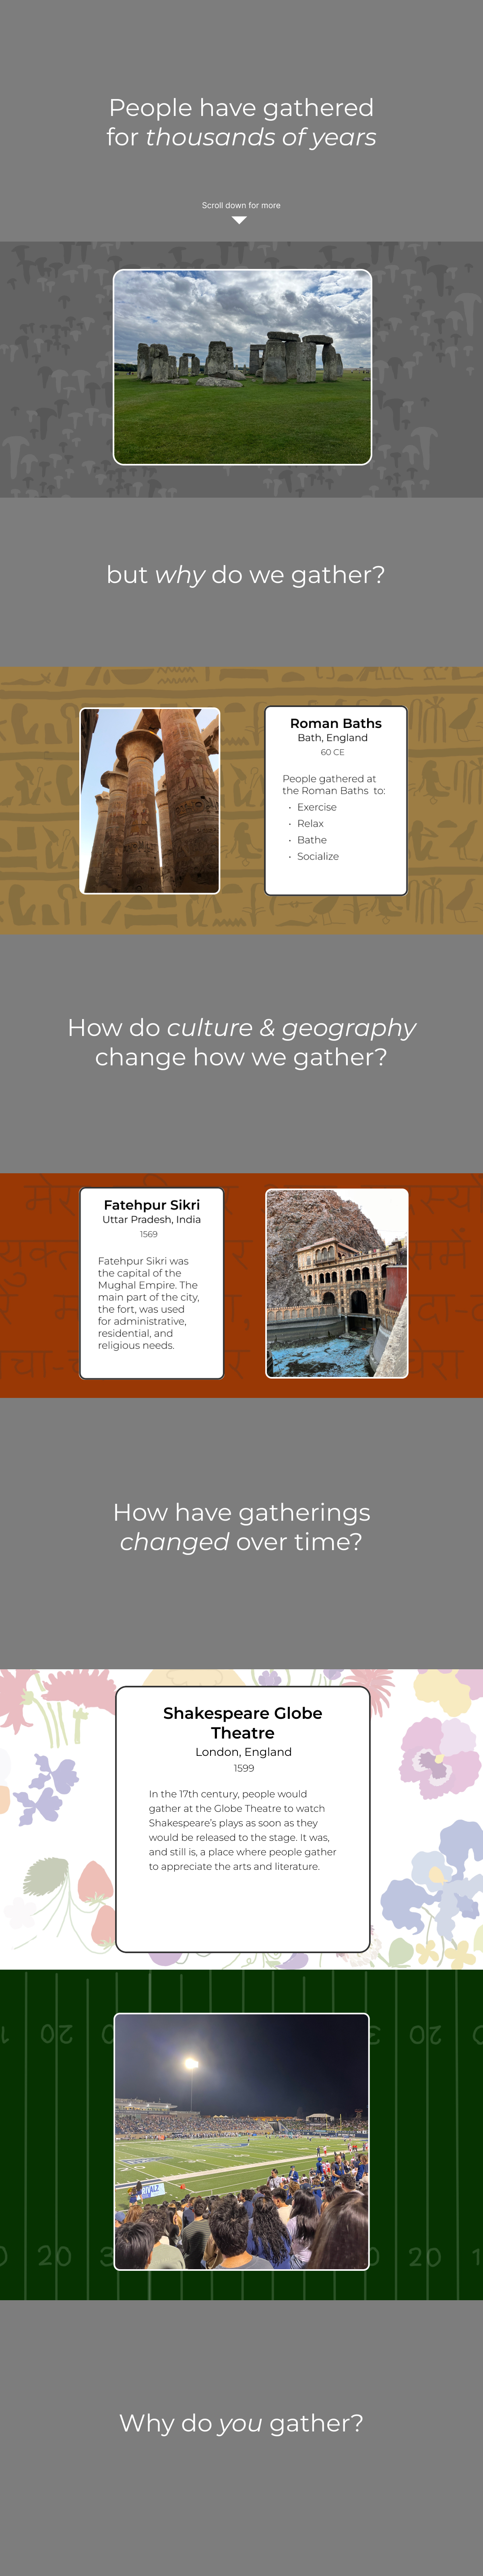 People have gathered
for thousands of years
Scroll down for more
but why do we gather?
Roman Baths
Bath, England
60 CE
People gathered at
the Roman Baths to:
• Exercise
• Relax
• Bathe
• Socialize
How do culture & geography
change how we gather?
Fatehpur Sikri
Uttar Pradesh, India
1569
Fatehpur Sikri was
the capital of the
Mughal Empire. The
main part of the city,
the fort, was used
for administrative,
residential, and
religious needs.
How have gatherings
changed over time?
Shakespeare Globe
Theatre
London, England
1599
In the 17th century, people would
gather at the Globe Theatre to watch
Shakespeare's plays as soon as they
would be released to the stage. It was,
and still is, a place where people gather
to appreciate the arts and literature.
20
20
20
20
Why do you gather?